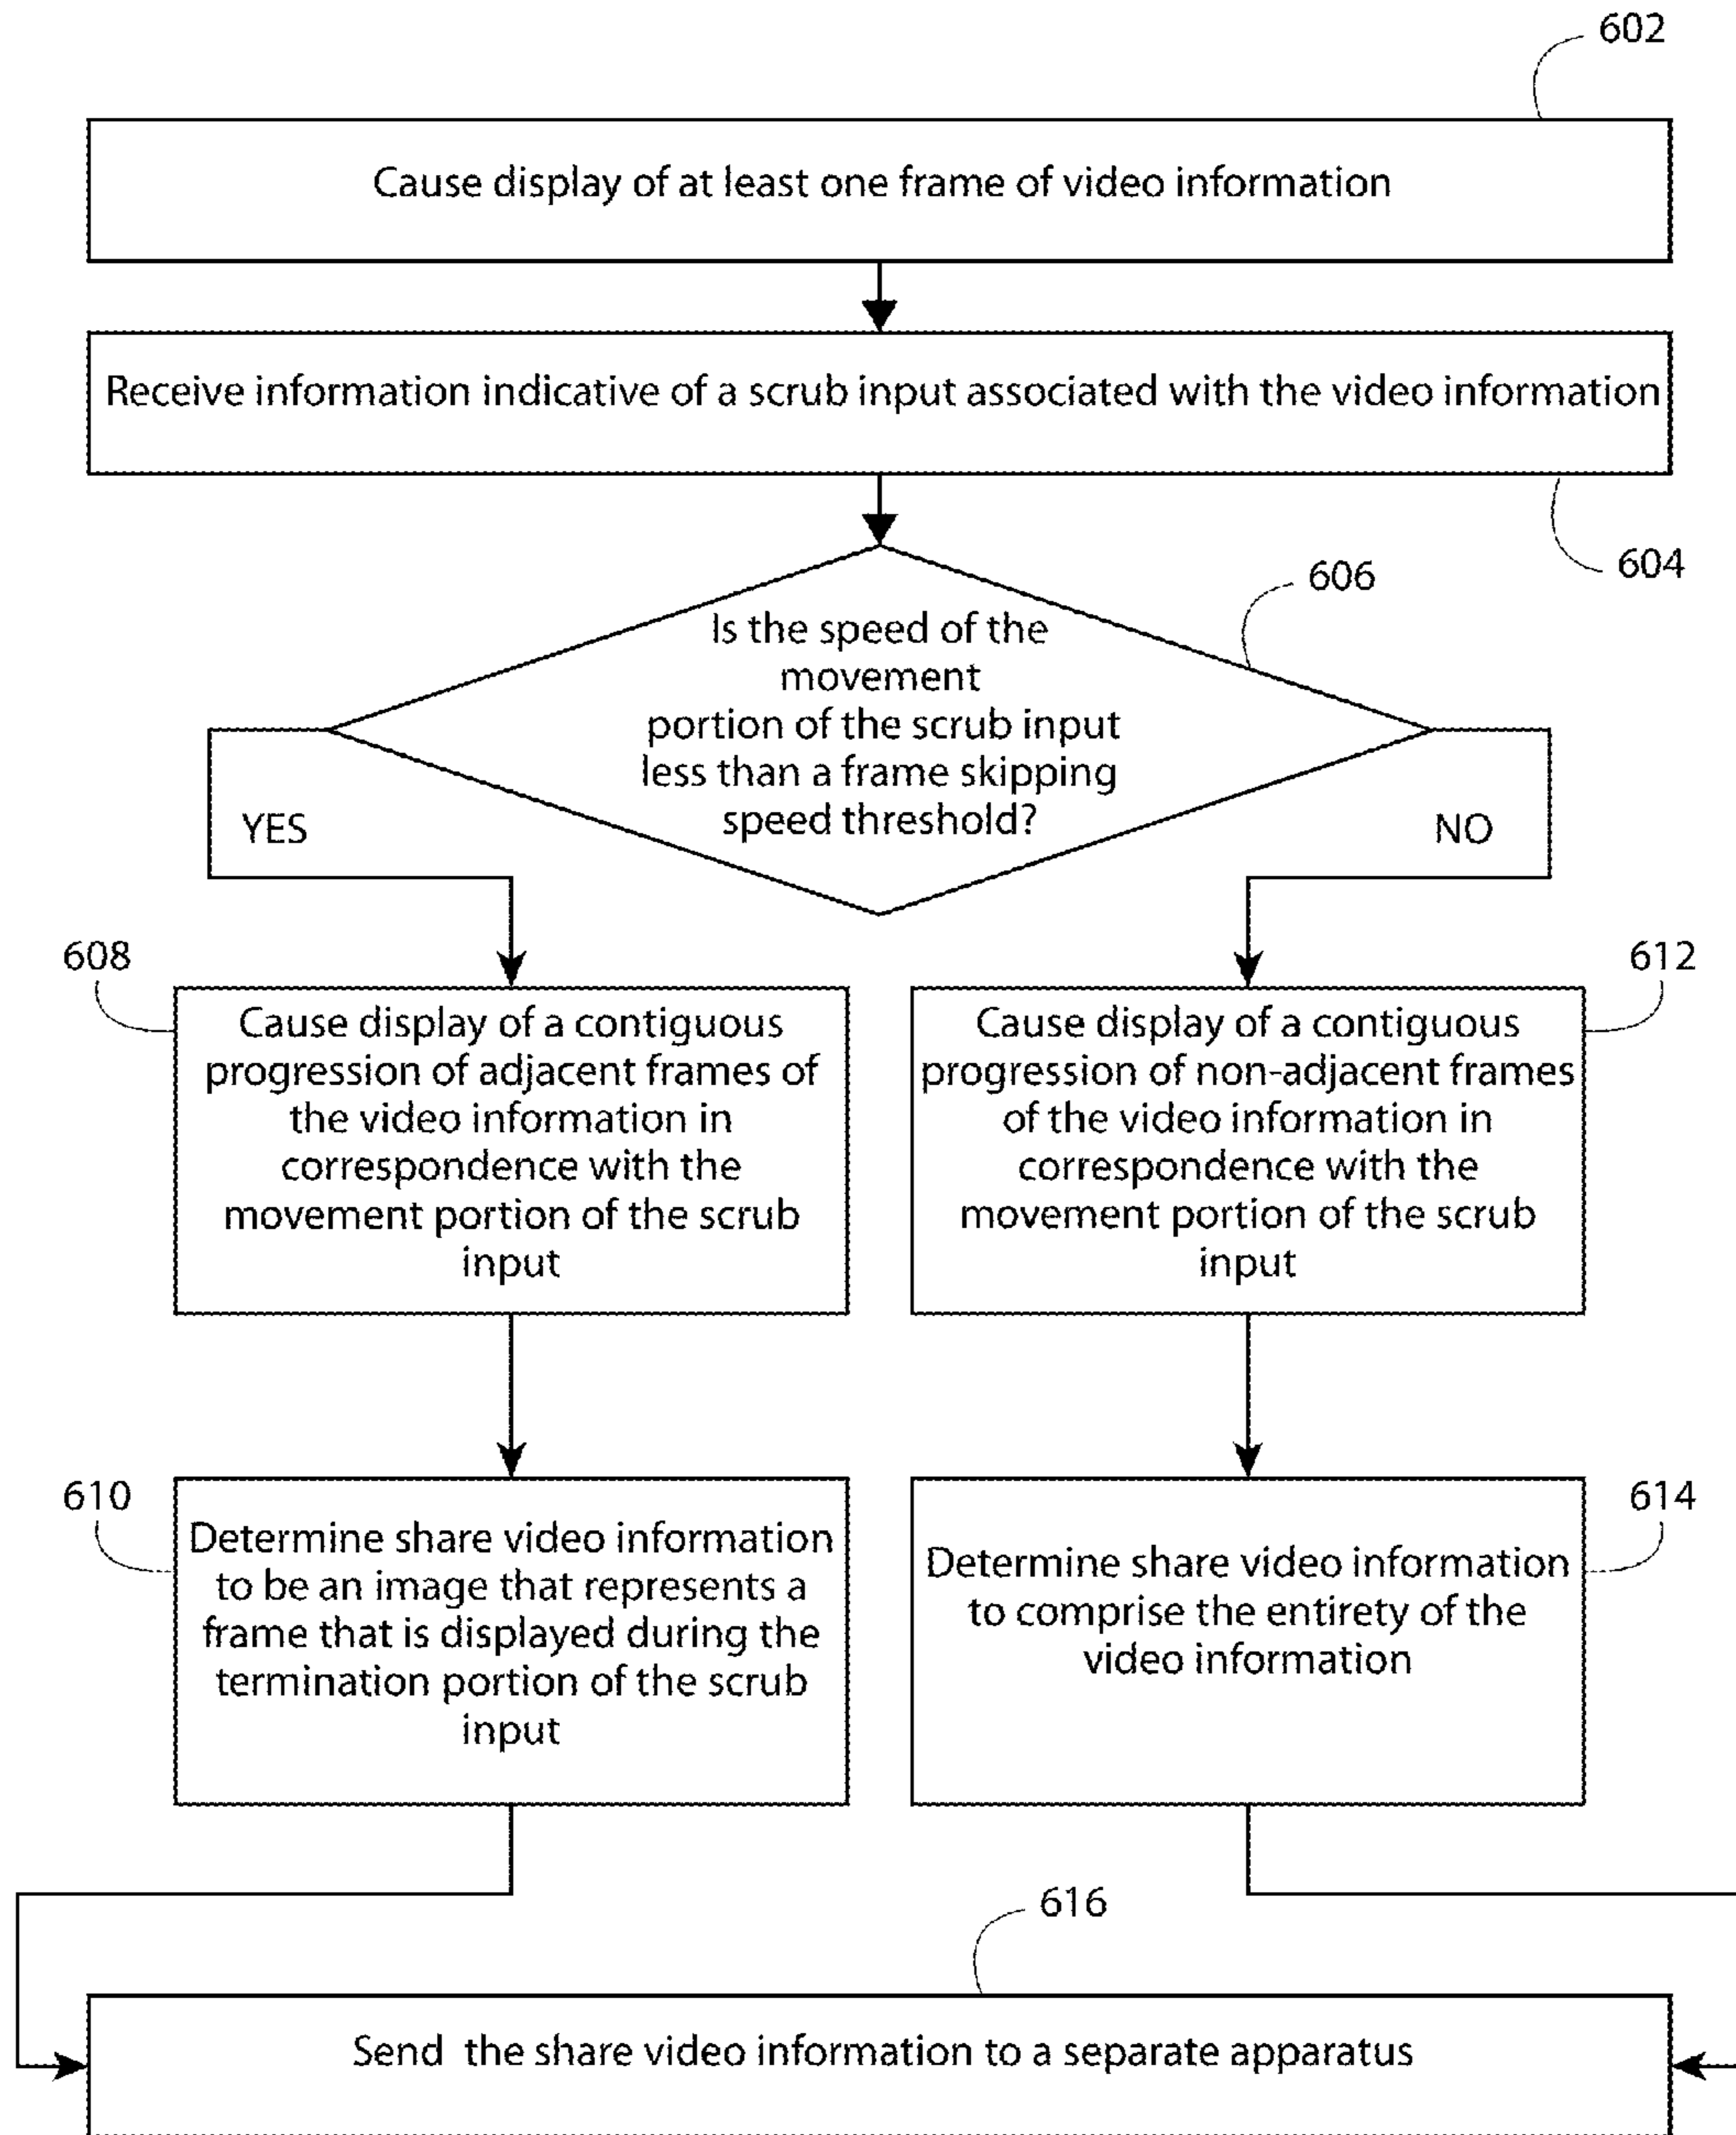 602
Cause display of at least one frame of video information
Receive information indicative of a scrub input associated with the video information
604
606
Is the speed of the
movement
portion of the scrub input
less than a frame skipping
speed threshold?
YES
NO
608
Cause display of a contiguous
progression of adjacent frames of
the video information in
correspondence with the
movement portion of the scrub
input
612
Cause display of a contiguous
progression of non-adjacent frames
of the video information in
correspondence with the
movement portion of the scrub
input
610
Determine share video information
to be an image that represents a
frame that is displayed during the
termination portion of the scrub
input
614
Determine share video information
to comprise the entirety of the
video information
616
Send the share video information to a separate apparatus